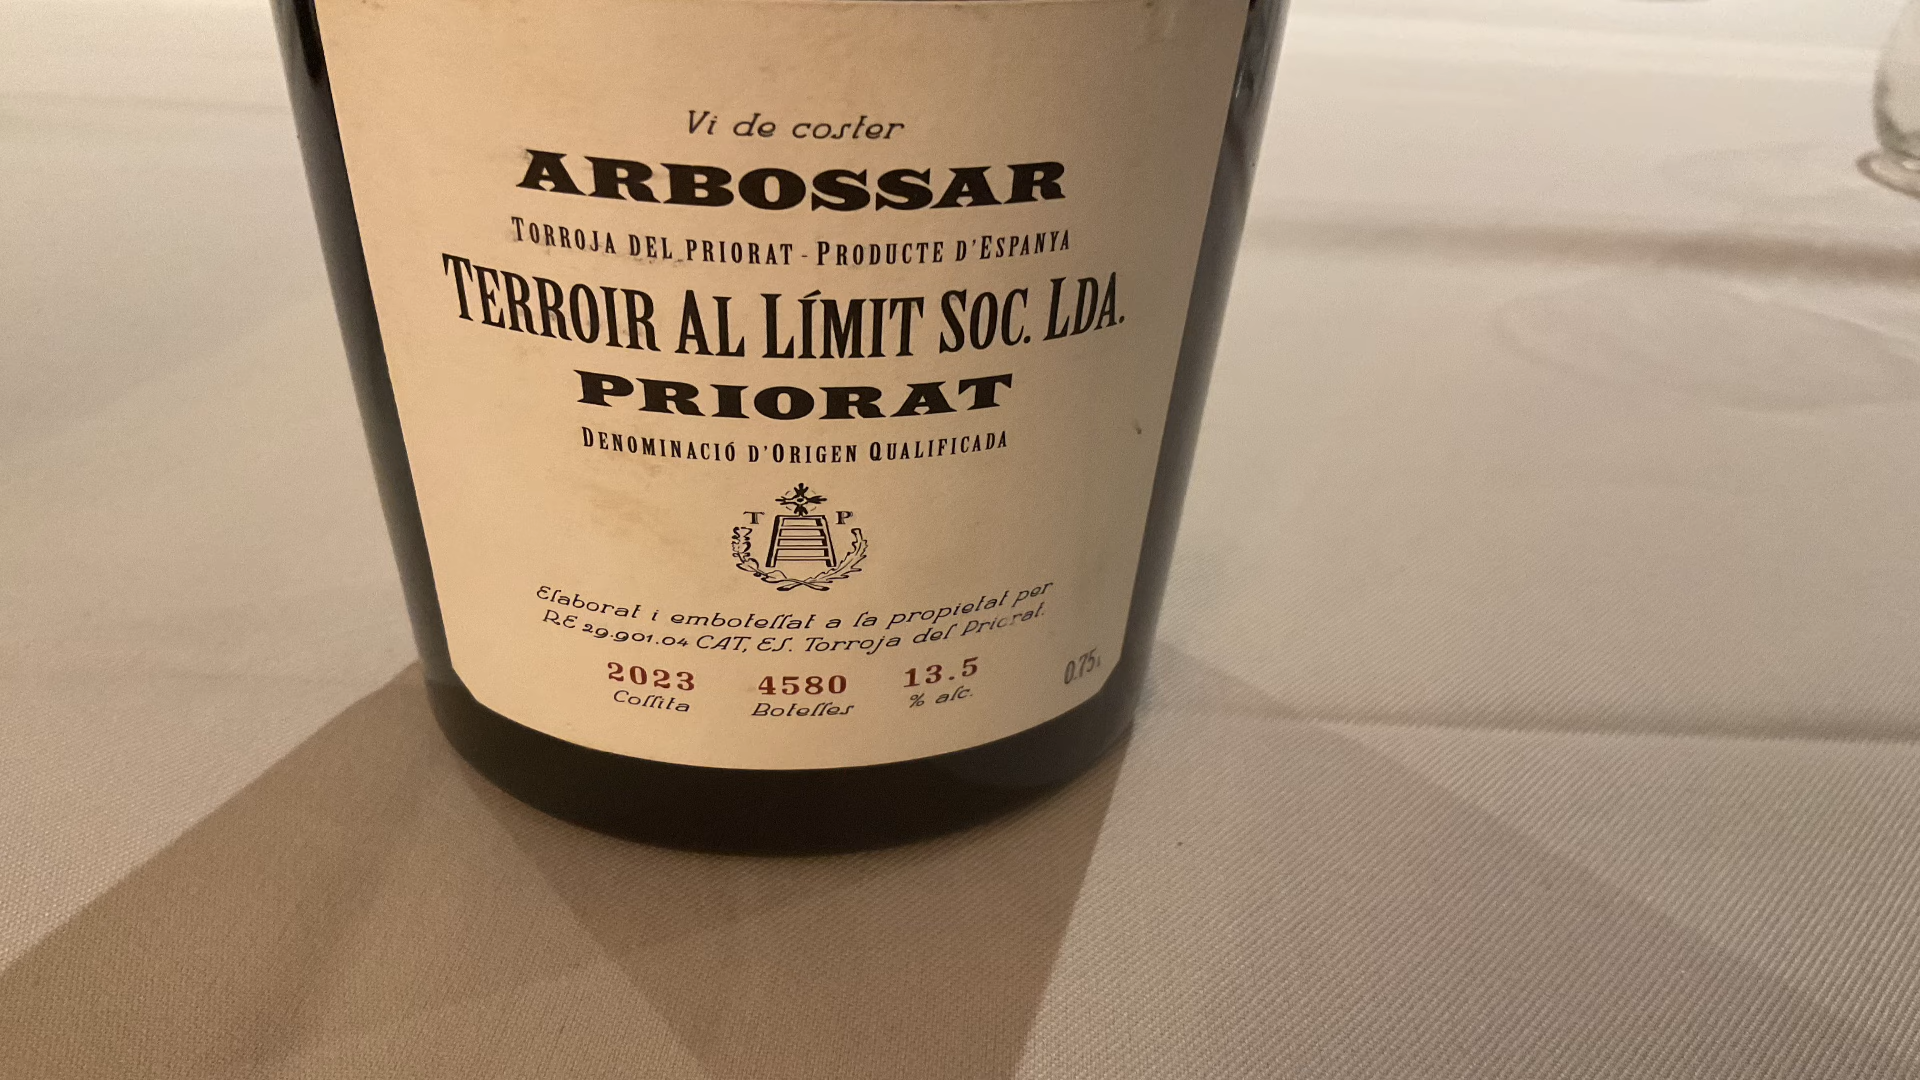 Vi de coster
ARBOSSAR
TORROJA DEL PRIORAT - PRODUCTE D'ESPANYA
TERROIR AL LÍMIT SOC. LDA.
PRIORAT
DENOMINACIÓ D'ORIGEN QUALIFICADA
T P
Elaborat i embotellat a la propietat per
RE 29.901.04 CAT, ES. Torroja del Priorat.
2023 4580 13.5
Collita Botelles % alc.
0.75L